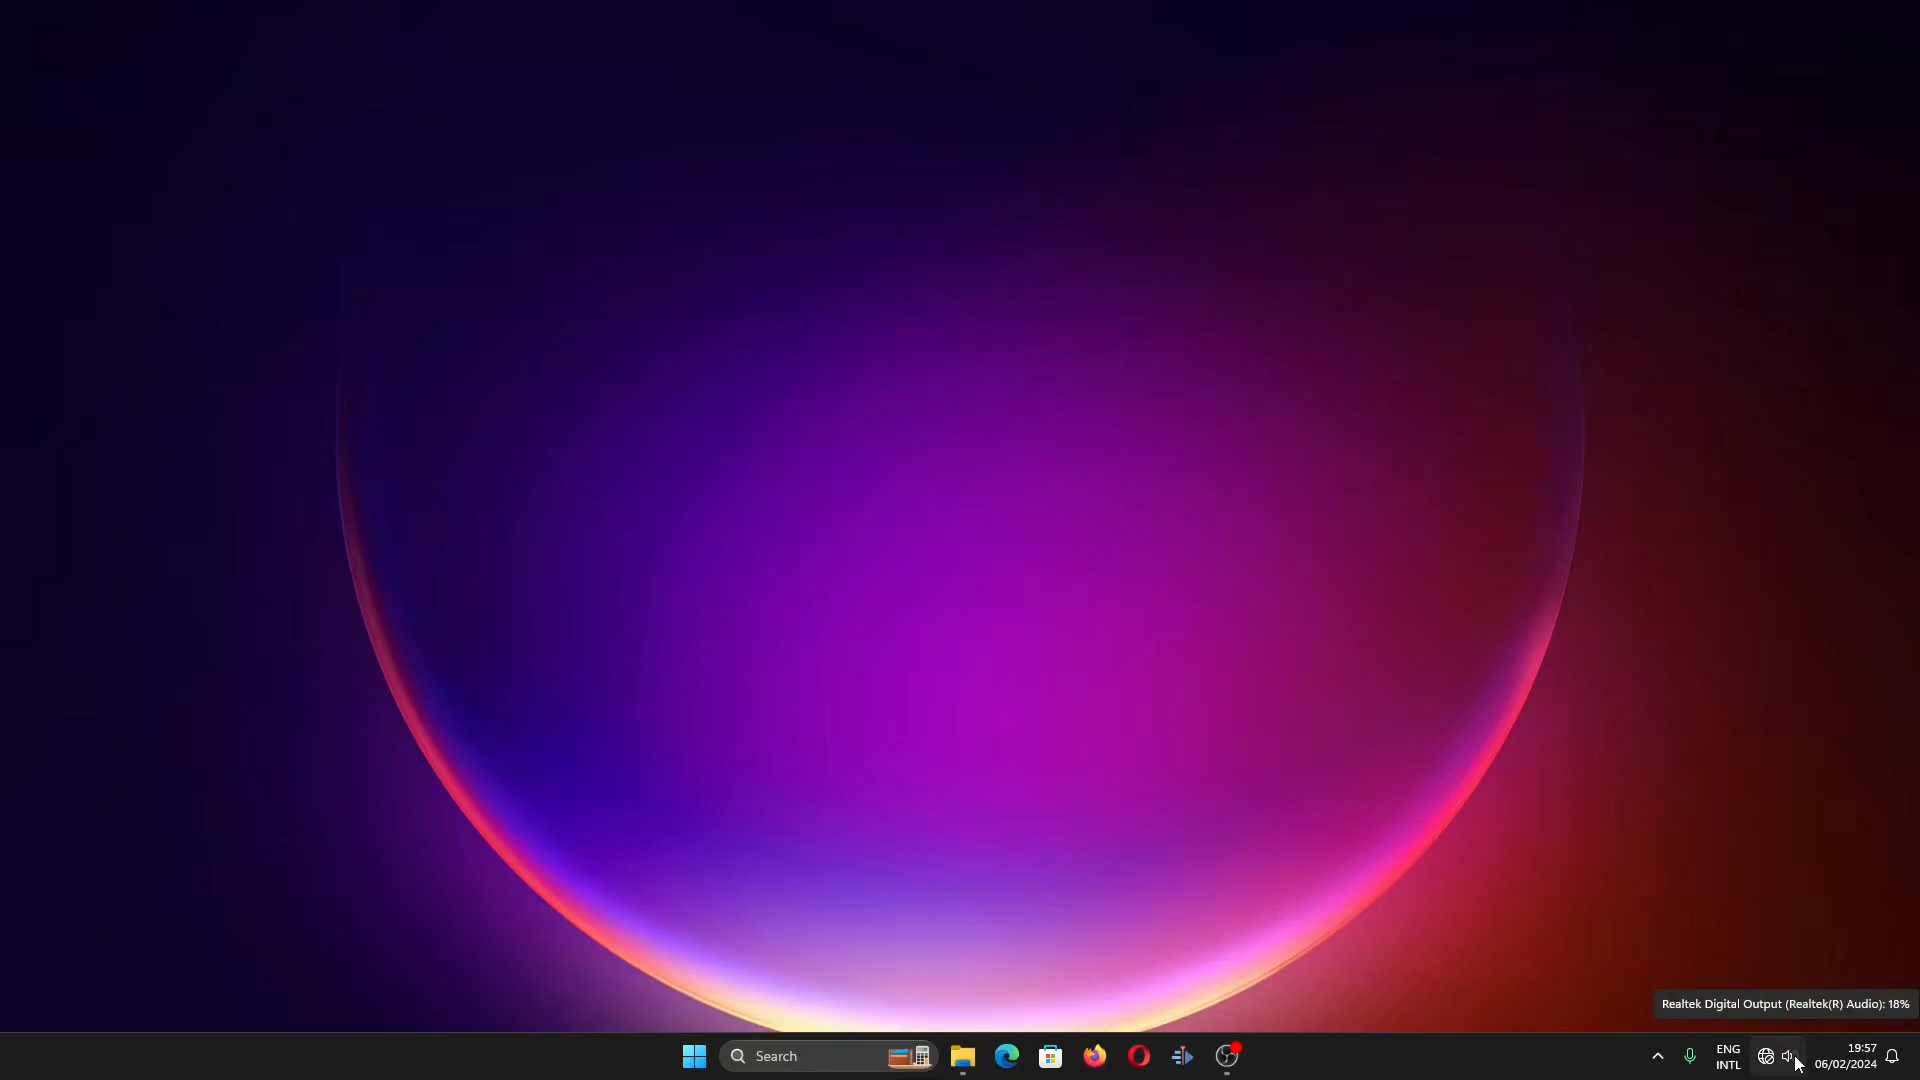 Realtek Digital Output (Realtek(R) Audio): 18%
Search
ENG
INTL
19:57
06/02/2024